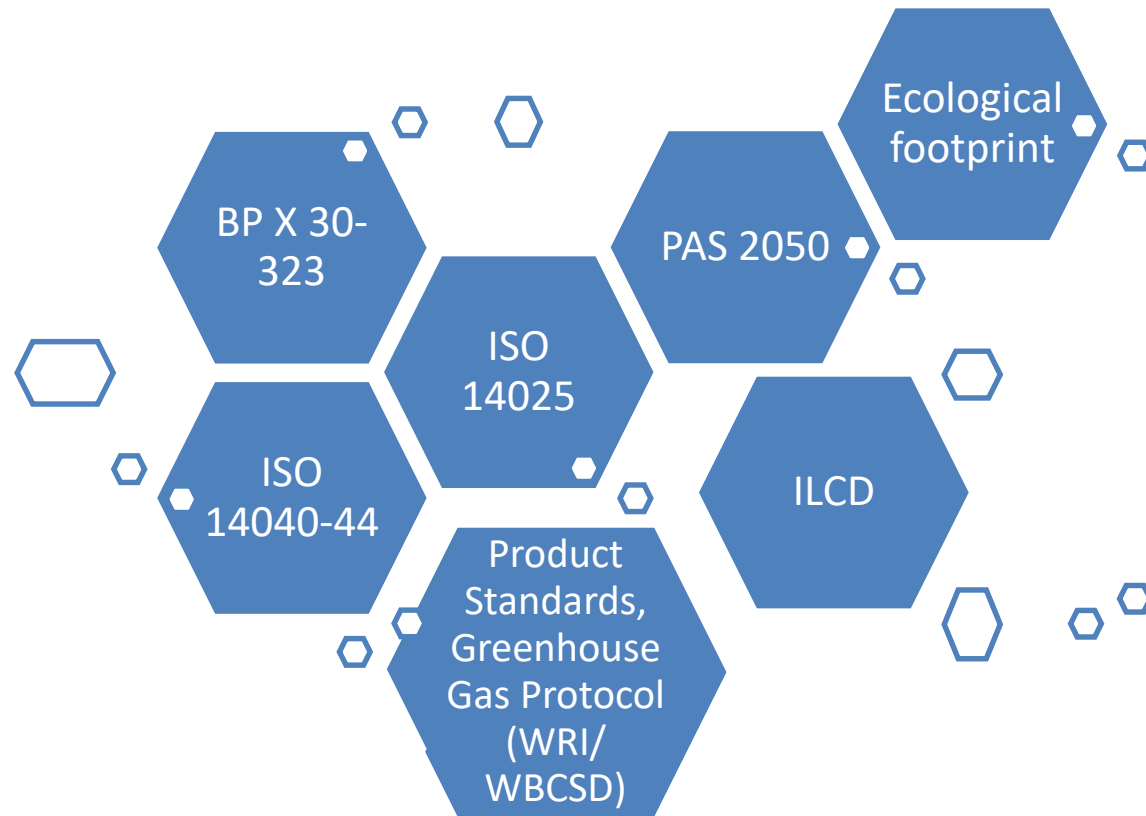 Ecological
footprint
BP X 30-
323
PAS 2050
ISO
14025
ISO
14040-44
ILCD
Product
Standards,
Greenhouse
Gas Protocol
(WRI/
WBCSD)